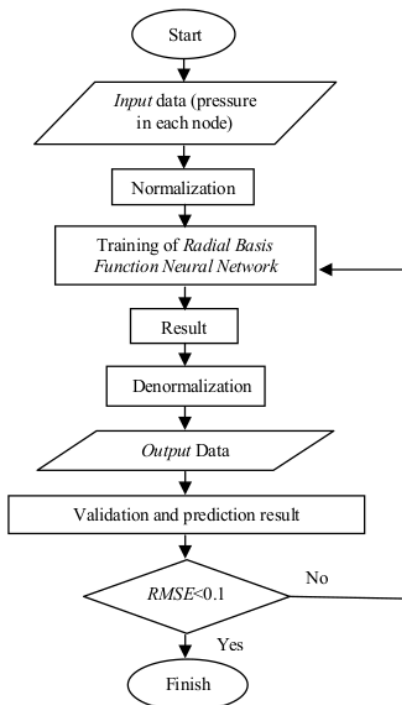 Start
Input data (pressure
in each node)
Normalization
Training of Radial Basis
Function Neural Network
Result
Denormalization
Output Data
Validation and prediction result
RMSE<0.1
No
Yes
Finish